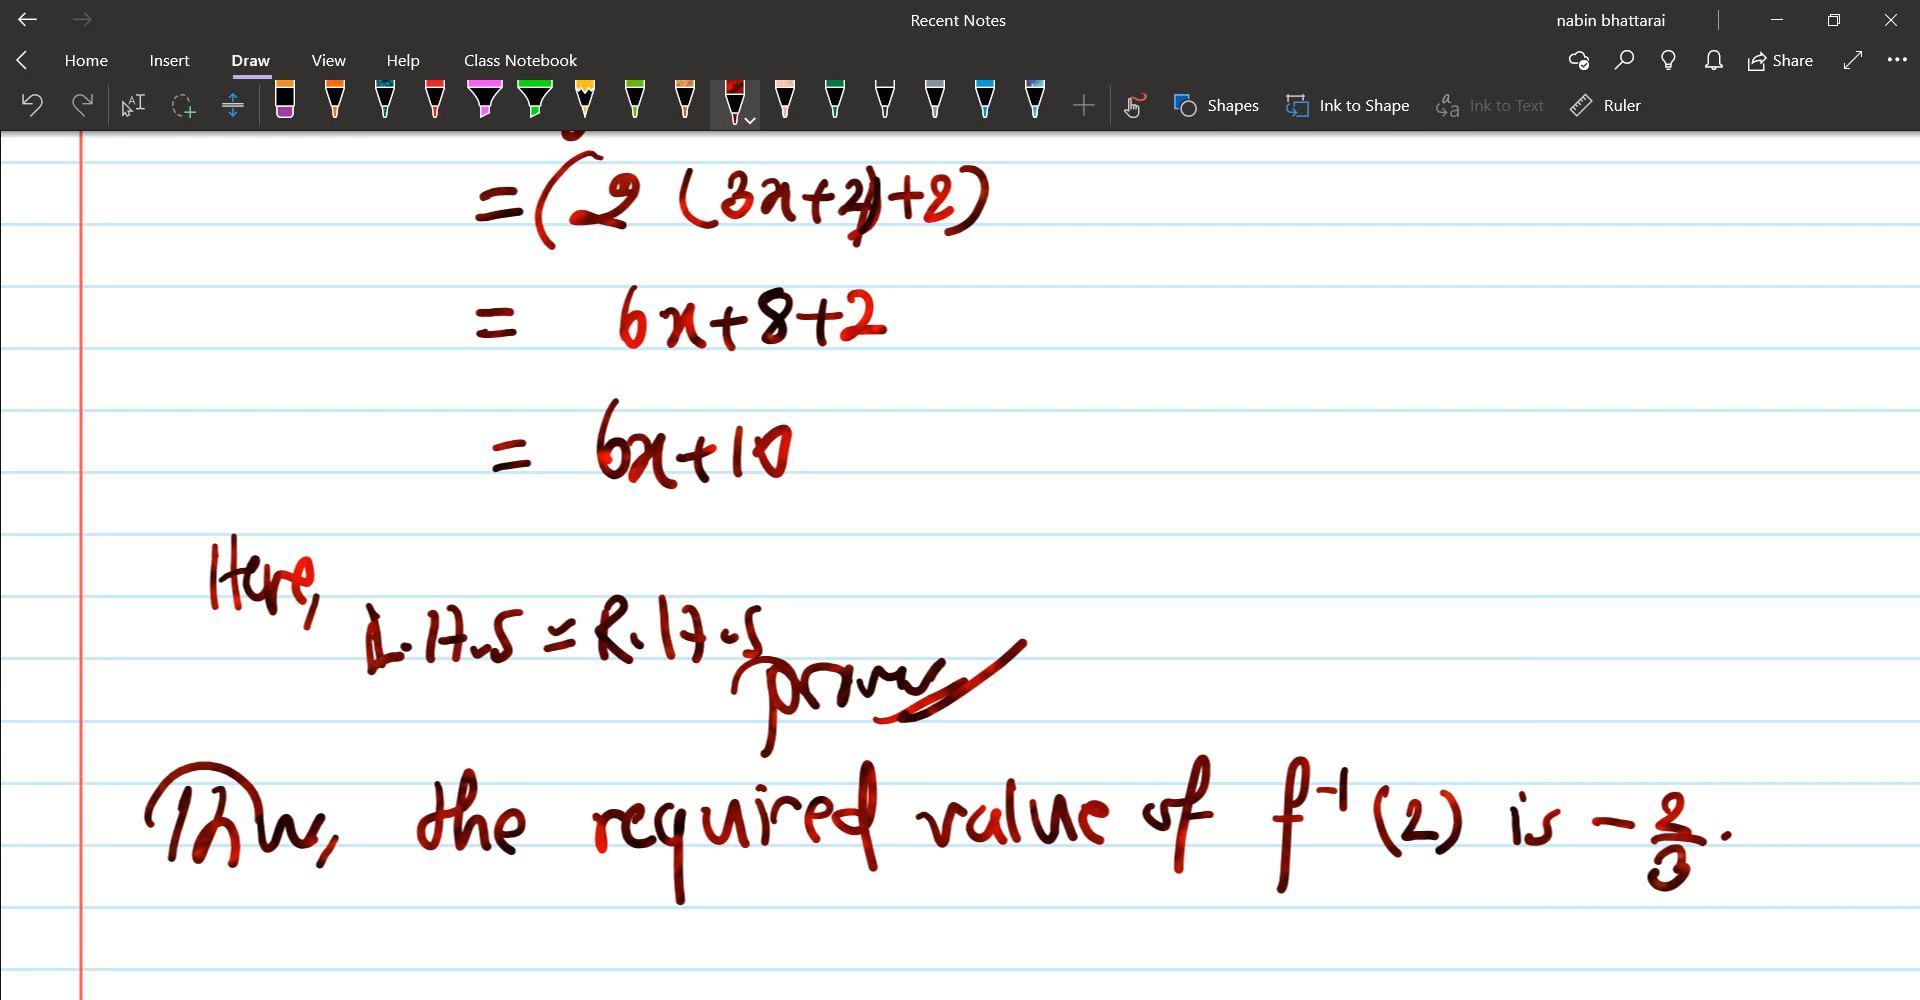 Recent Notes
nabin bhattarai
Home Insert Draw View Help Class Notebook
Share
Shapes Ink to Shape Ink to Text Ruler
= (2 (3x+4)+2)
= 6x+8+2
= 6x+10
Here,
L.H.S = R.H.S
proved
Thus, the required value of f⁻¹(2) is -2/3.